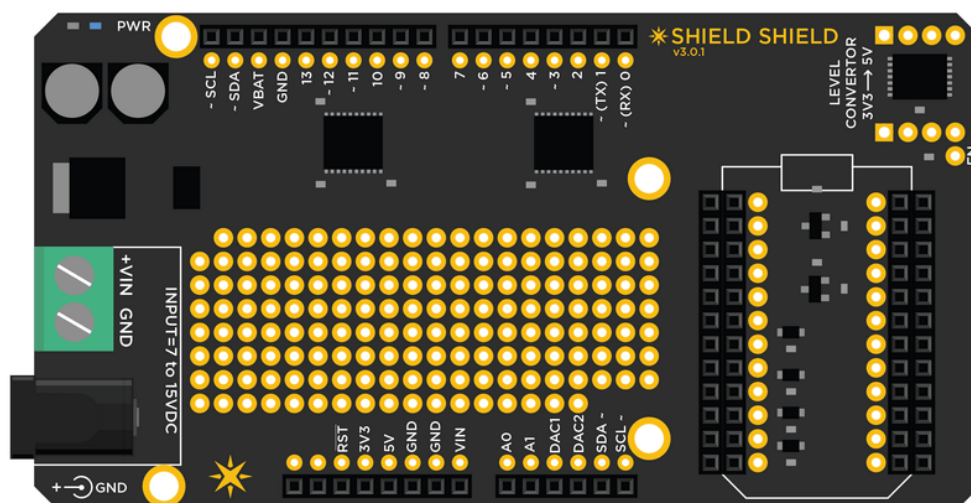 PWR
SHIELD SHIELD
v3.0.1
~ SCL
~ SDA
VBAT
GND
13
~ 12
~ 11
10
~ 9
~ 8
7
~ 6
~ 5
4
~ 3
2
~ (TX) 1
~ (RX) 0
LEVEL
CONVERTOR
3V3 → 5V
+VIN GND
INPUT=7 to 15VDC
RST
3V3
5V
GND
GND
VIN
A0
A1
DAC1
DAC2
SDA ~
SCL ~
+ GND